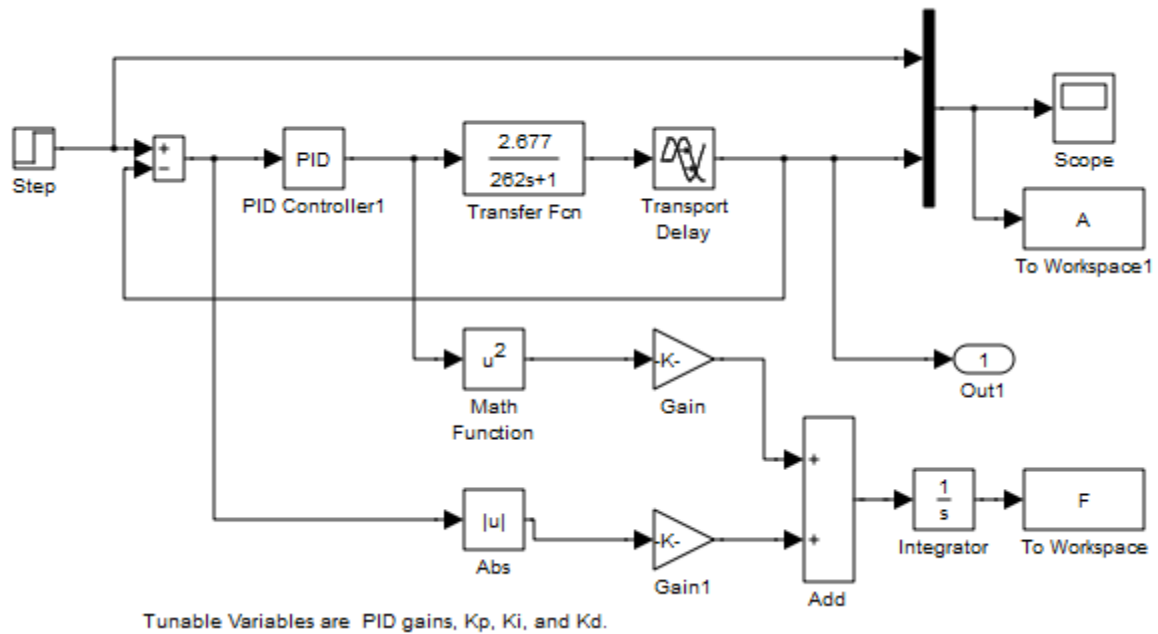 Step
+
−
PID
PID Controller1
2.677
262s+1
Transfer Fcn
Transport
Delay
Scope
A
To Workspace1
u2
Math
Function
-K-
Gain
1
Out1
|u|
Abs
-K-
Gain1
+
+
Add
1
s
Integrator
F
To Workspace
Tunable Variables are PID gains, Kp, Ki, and Kd.